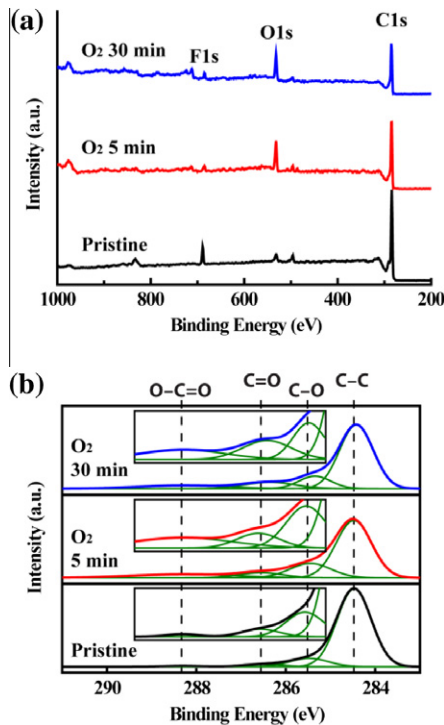 (a)
O₂ 30 min
F1s
O1s
C1s
O₂ 5 min
Pristine
Intensity (a.u.)
1000 800 600 400 200
Binding Energy (eV)
(b)
O–C=O C=O C–O C–C
O₂
30 min
O₂
5 min
Pristine
Intensity (a.u.)
290 288 286 284
Binding Energy (eV)